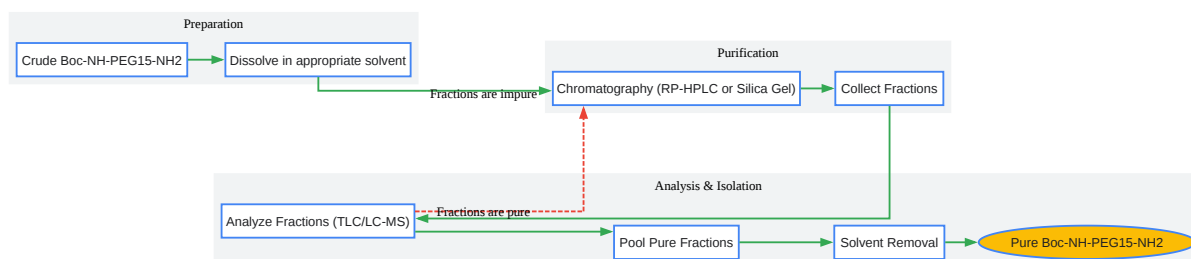 Preparation
Crude Boc-NH-PEG15-NH2
Dissolve in appropriate solvent
Purification
Fractions are impure
Chromatography (RP-HPLC or Silica Gel)
Collect Fractions
Analysis & Isolation
Analyze Fractions (TLC/LC-MS)
Fractions are pure
Pool Pure Fractions
Solvent Removal
Pure Boc-NH-PEG15-NH2